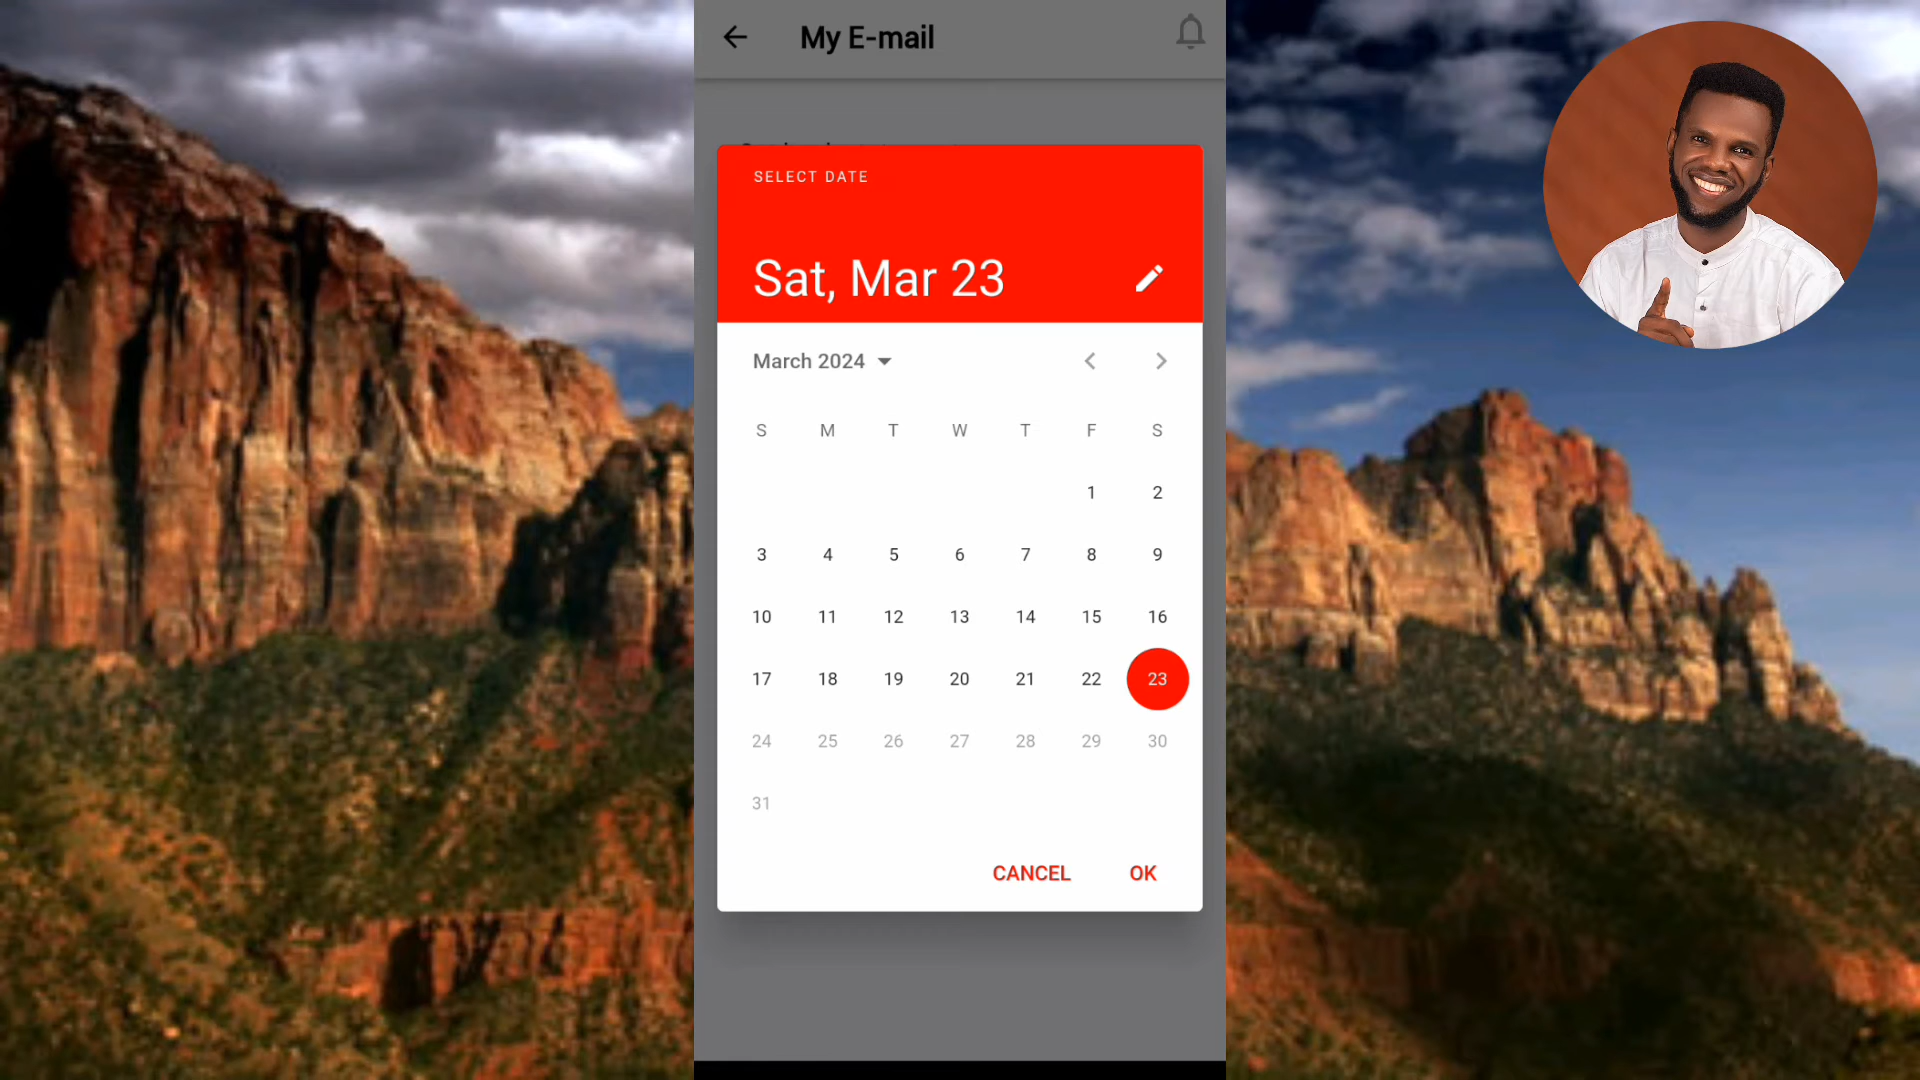 My E-mail
SELECT DATE
Sat, Mar 23
March 2024
S M T W T F S
1 2
3 4 5 6 7 8 9
10 11 12 13 14 15 16
17 18 19 20 21 22 23
24 25 26 27 28 29 30
31
CANCEL OK